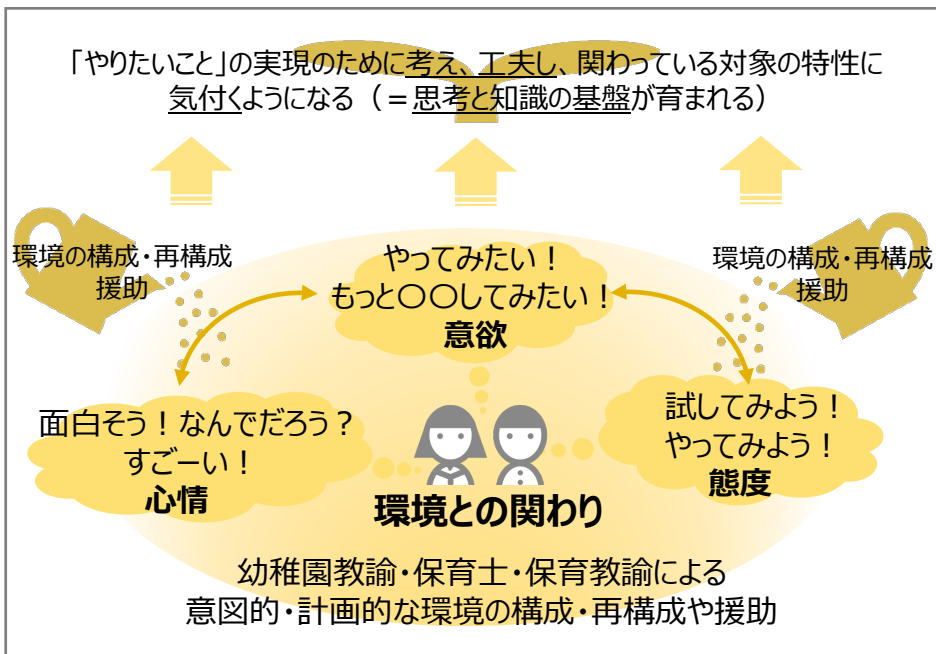 「やりたいこと」の実現のために考え、工夫し、関わっている対象の特性に
気付くようになる（＝思考と知識の基盤が育まれる）
環境の構成・再構成
援助
やってみたい！
もっと〇〇してみたい！
意欲
環境の構成・再構成
援助
面白そう！なんでだろう？
すごーい！
心情
試してみよう！
やってみよう！
態度
環境との関わり
幼稚園教諭・保育士・保育教諭による
意図的・計画的な環境の構成・再構成や援助